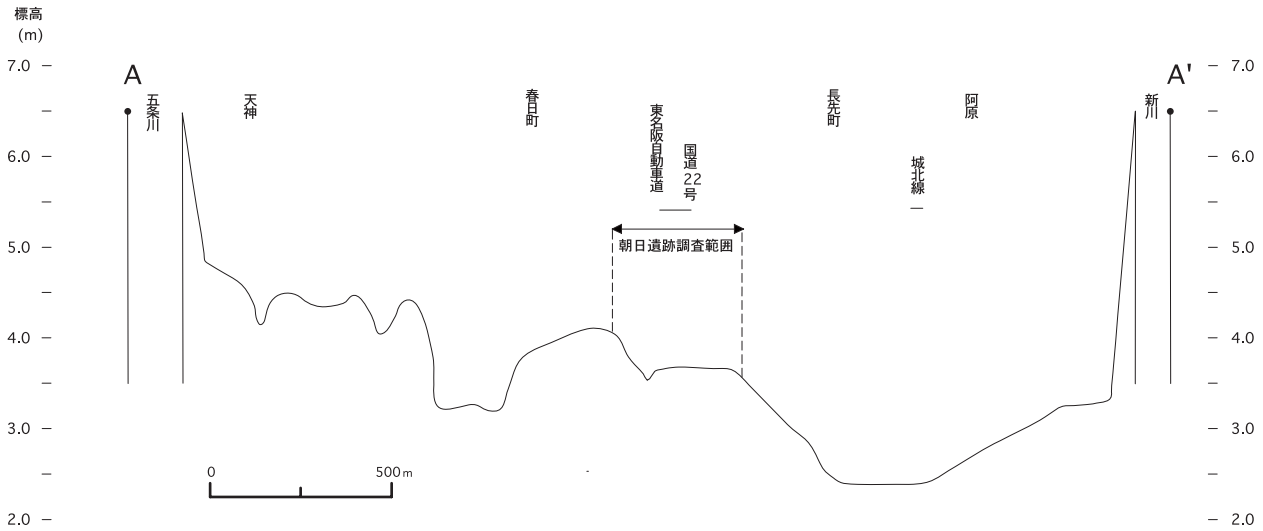 標高
(m)
7.0
7.0
A
A'
五条川
天神
春日町
東名阪自動車道
国道22号
長先町
阿原
城北線
新川
6.0
6.0
5.0
5.0
朝日遺跡調査範囲
4.0
4.0
3.0
3.0
0
500m
2.0
2.0